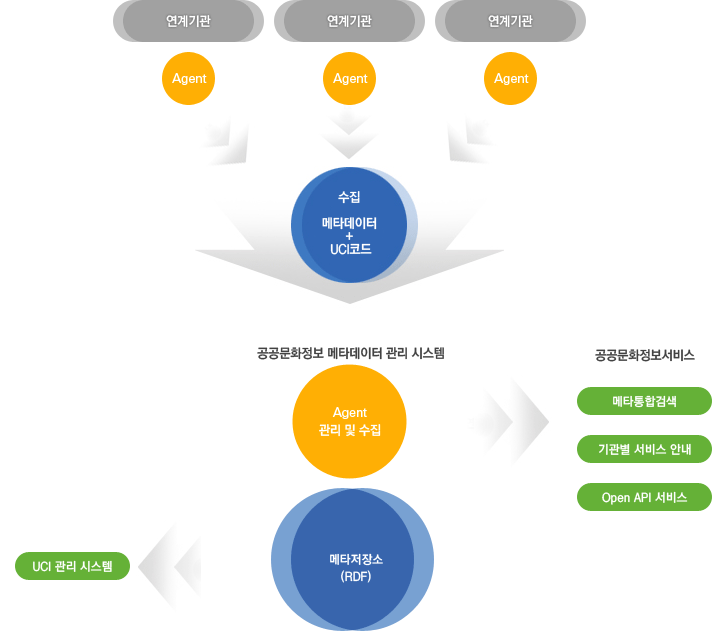 연계기관
연계기관
연계기관
Agent
Agent
Agent
수집
메타데이터
+
UCI코드
공공문화정보 메타데이터 관리 시스템
Agent
관리 및 수집
메타저장소
(RDF)
공공문화정보서비스
메타통합검색
기관별 서비스 안내
Open API 서비스
UCI 관리 시스템